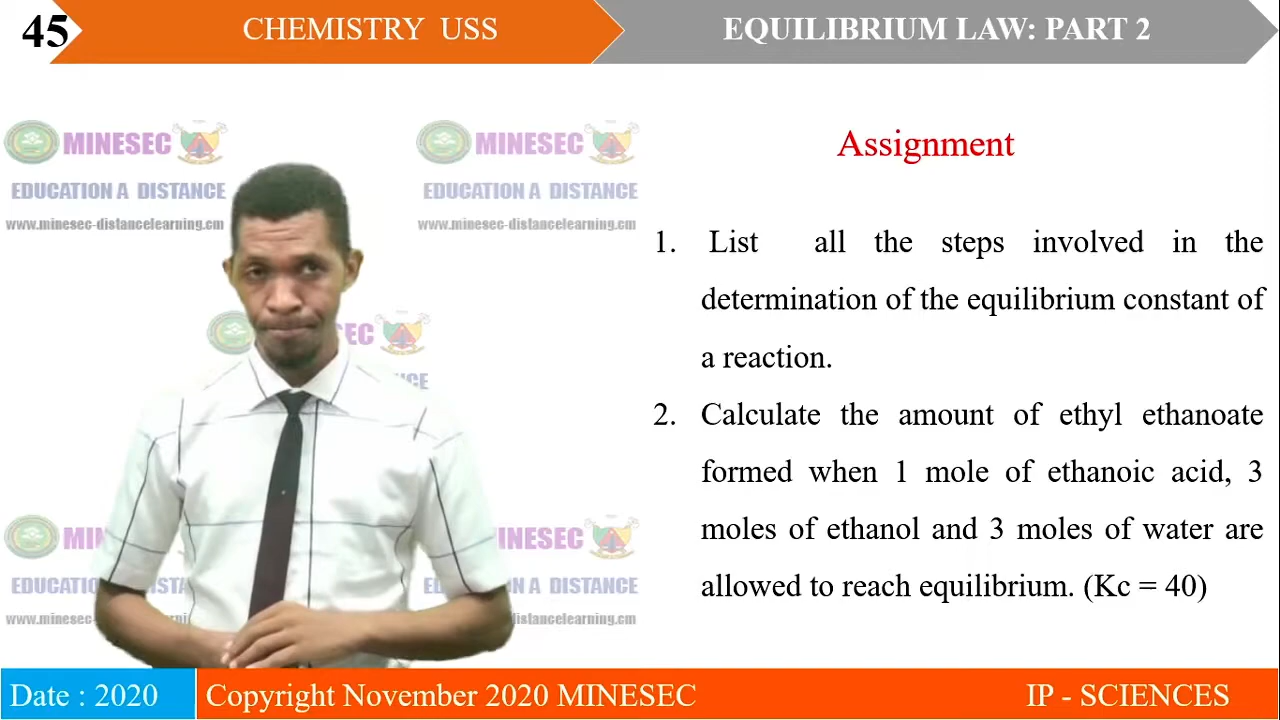 45
CHEMISTRY USS
EQUILIBRIUM LAW: PART 2
MINESEC
EDUCATION A DISTANCE
www.minesec-distancelearning.cm
MINESEC
EDUCATION A DISTANCE
www.minesec-distancelearning.cm
Assignment
1. List all the steps involved in the
determination of the equilibrium constant of
a reaction.
2. Calculate the amount of ethyl ethanoate
formed when 1 mole of ethanoic acid, 3
moles of ethanol and 3 moles of water are
allowed to reach equilibrium. (Kc = 40)
Date : 2020
Copyright November 2020 MINESEC
IP - SCIENCES